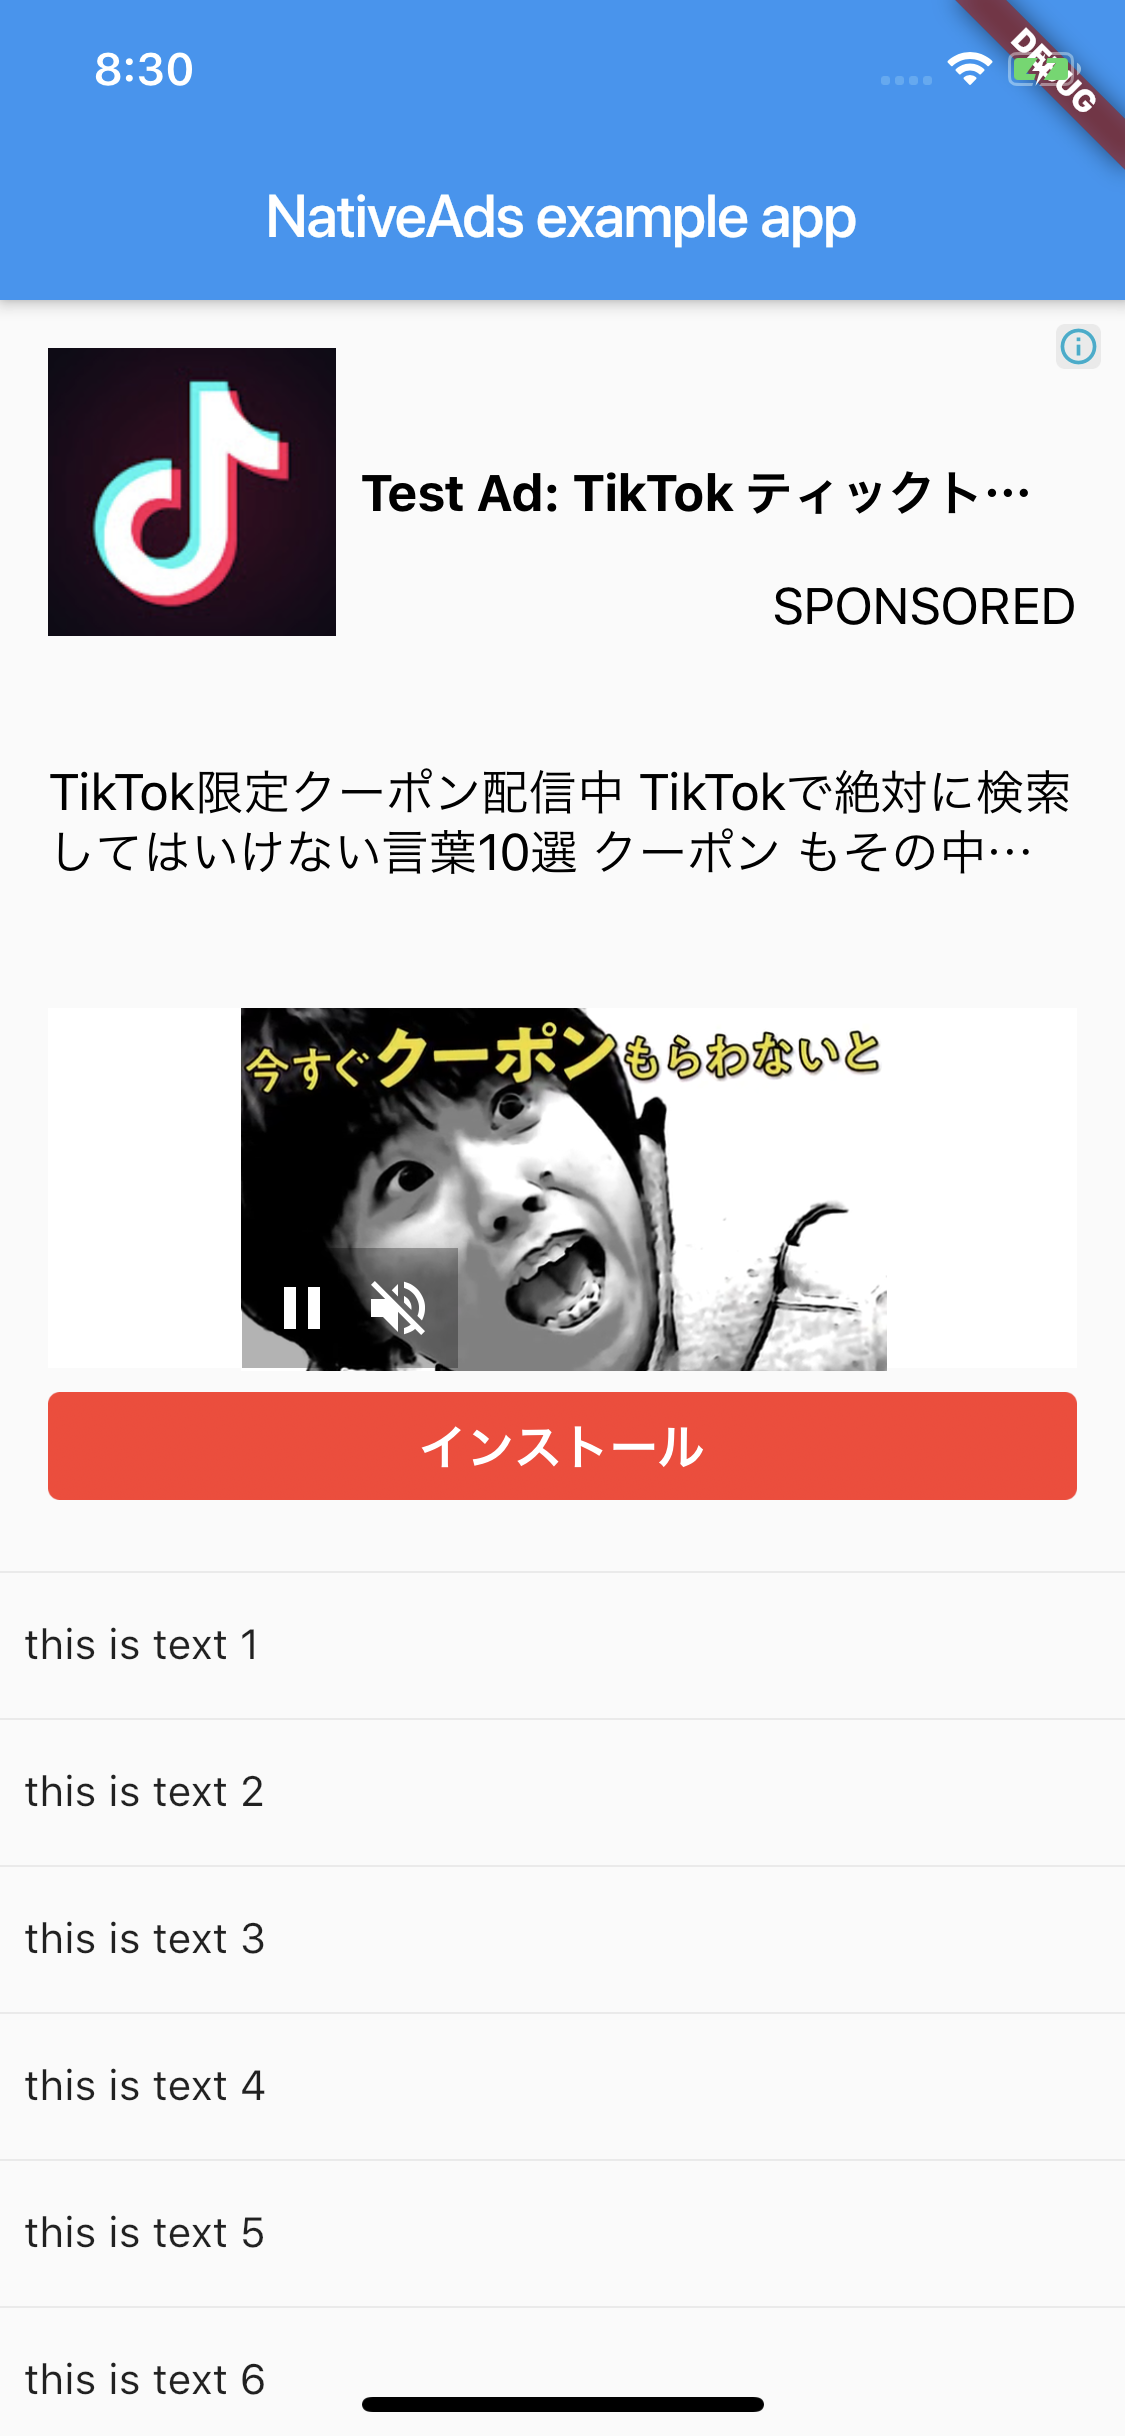 8:30
DEBUG
NativeAds example app
Test Ad: TikTok ティックト…
SPONSORED
TikTok限定クーポン配信中 TikTokで絶対に検索
してはいけない言葉10選 クーポン もその中…
今すぐクーポンもらわないと
インストール
this is text 1
this is text 2
this is text 3
this is text 4
this is text 5
this is text 6